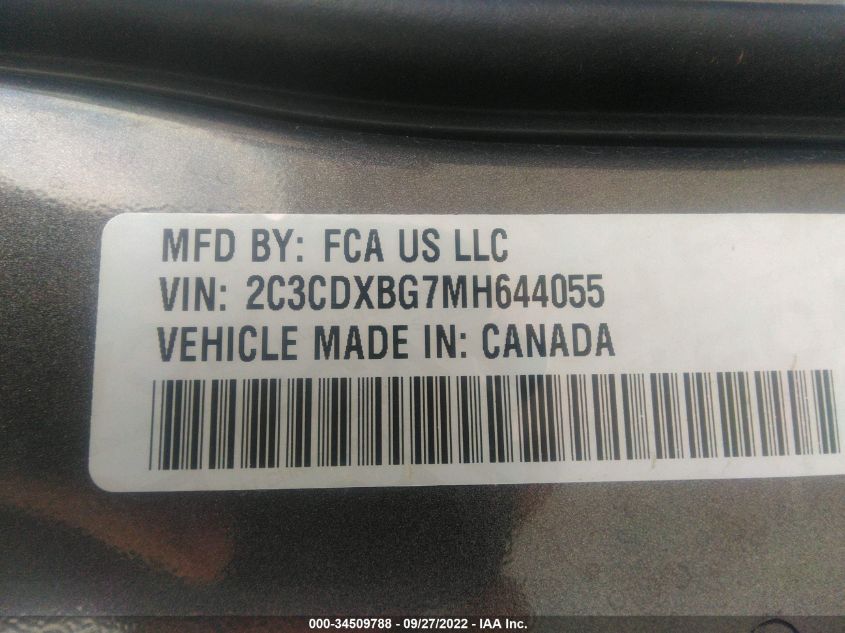 MFD BY: FCA US LLC
VIN: 2C3CDXBG7MH644055
VEHICLE MADE IN: CANADA
000-34509788 - 09/27/2022 - IAA Inc.